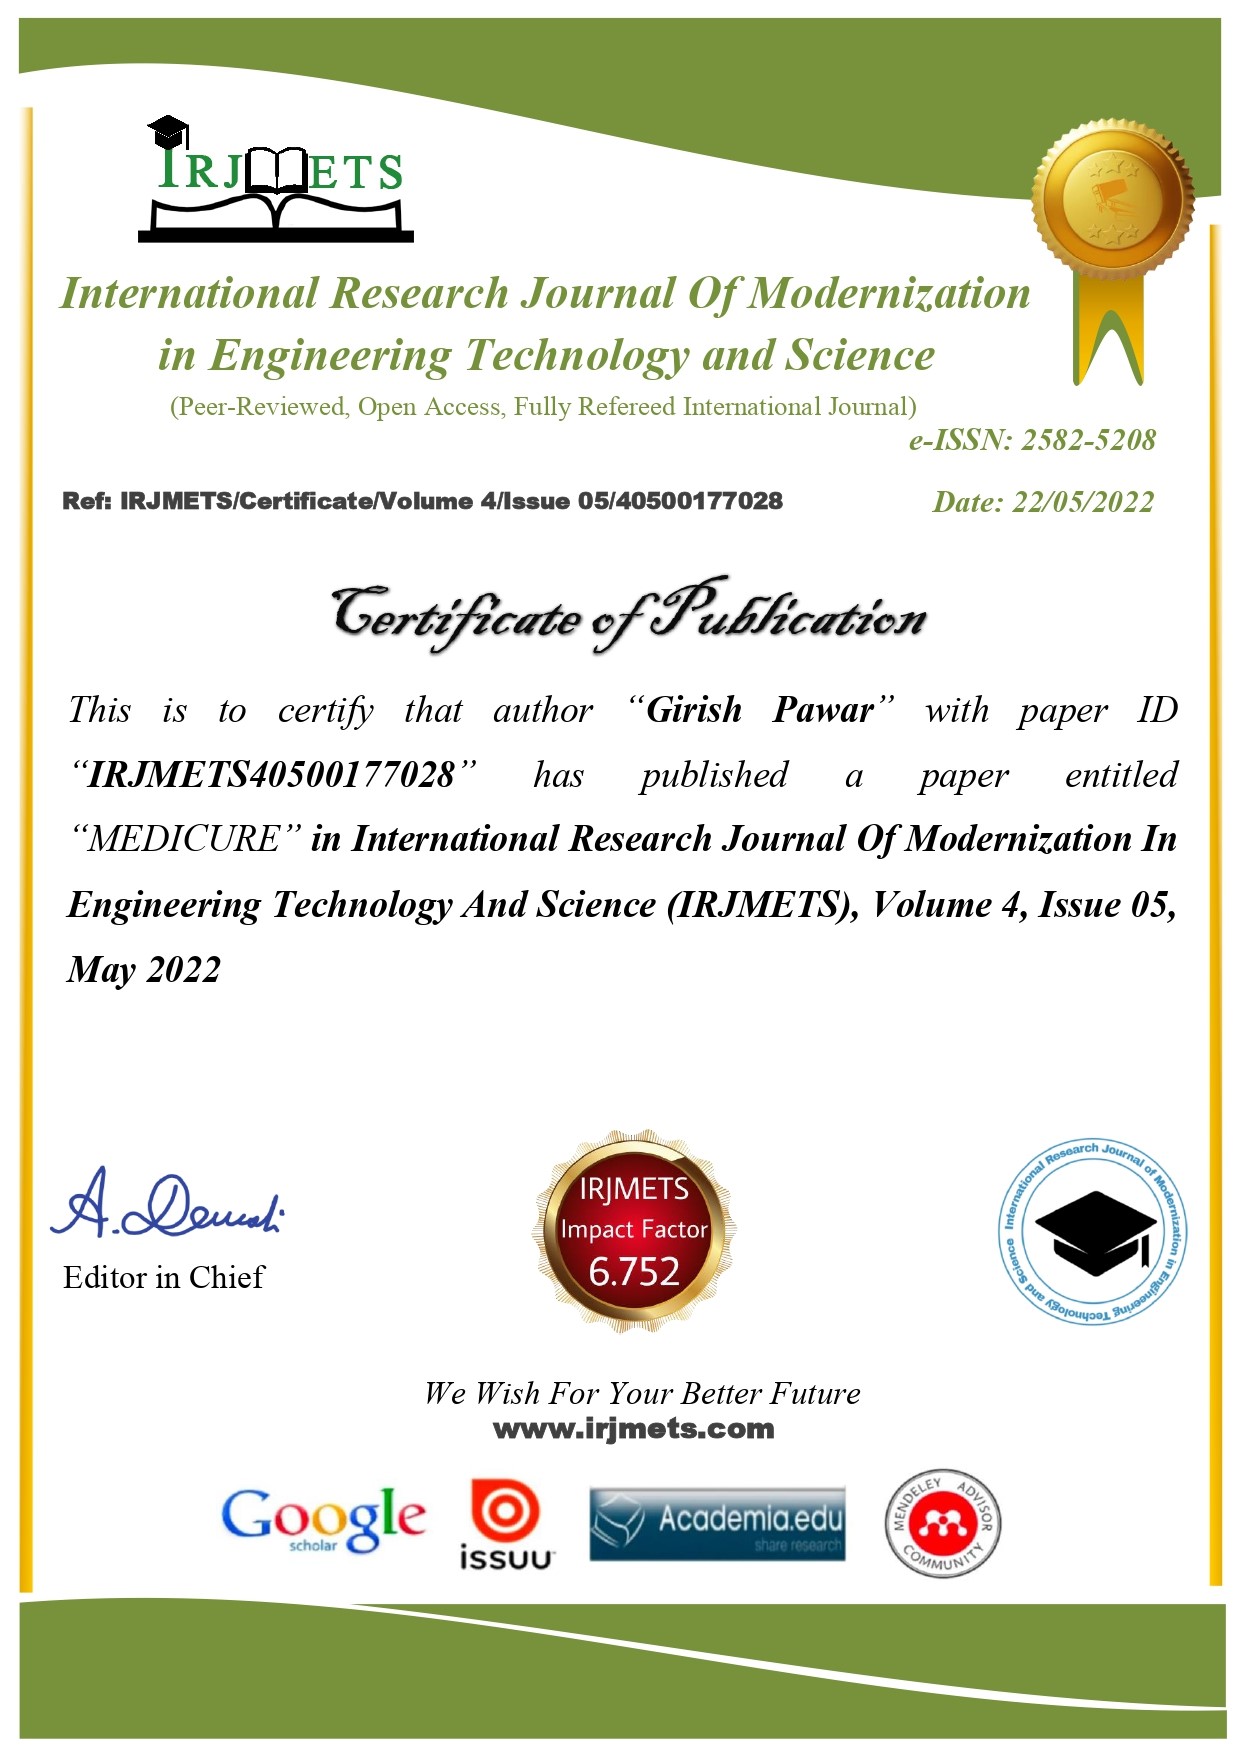 IRJMETS
International Research Journal Of Modernization
in Engineering Technology and Science
(Peer-Reviewed, Open Access, Fully Refereed International Journal)
e-ISSN: 2582-5208
Ref: IRJMETS/Certificate/Volume 4/Issue 05/40500177028
Date: 22/05/2022
Certificate of Publication
This is to certify that author “Girish Pawar” with paper ID
“IRJMETS40500177028” has published a paper entitled
“MEDICURE” in International Research Journal Of Modernization In
Engineering Technology And Science (IRJMETS), Volume 4, Issue 05,
May 2022
Editor in Chief
IRJMETS
Impact Factor
6.752
International Research Journal of Modernization in Engineering Technology and Science
We Wish For Your Better Future
www.irjmets.com
Google
scholar
issuu
Academia.edu
share research
MENDELEY ADVISOR
COMMUNITY